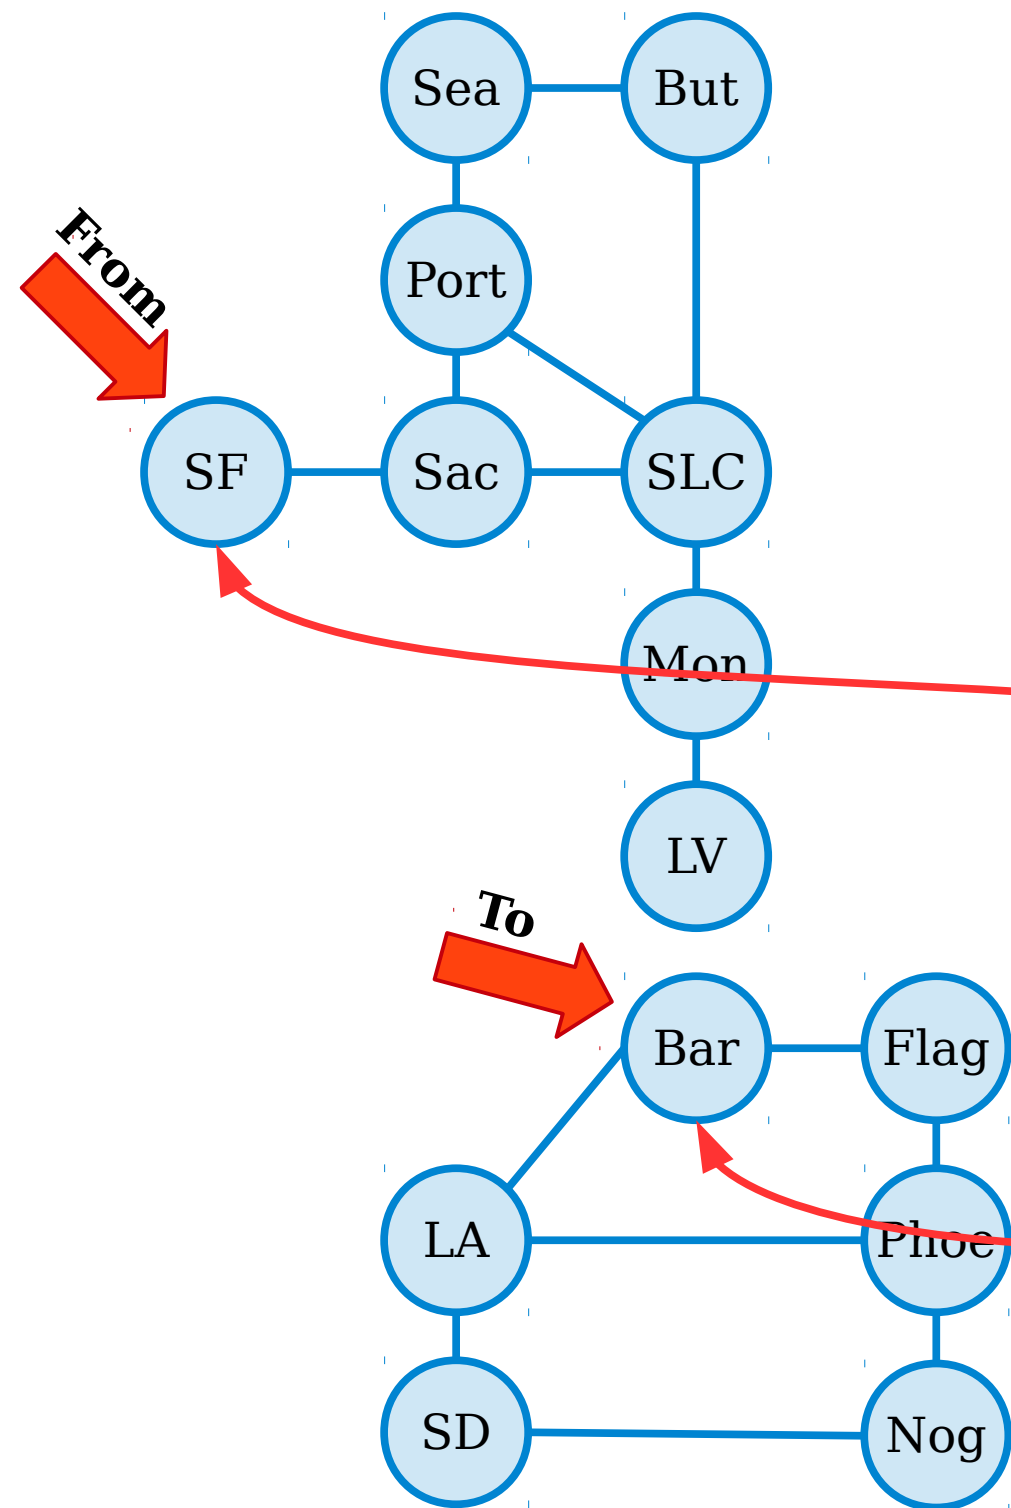 Sea
But
From
Port
SF
Sac
SLC
Mon
LV
To
Bar
Flag
LA
Phoe
SD
Nog